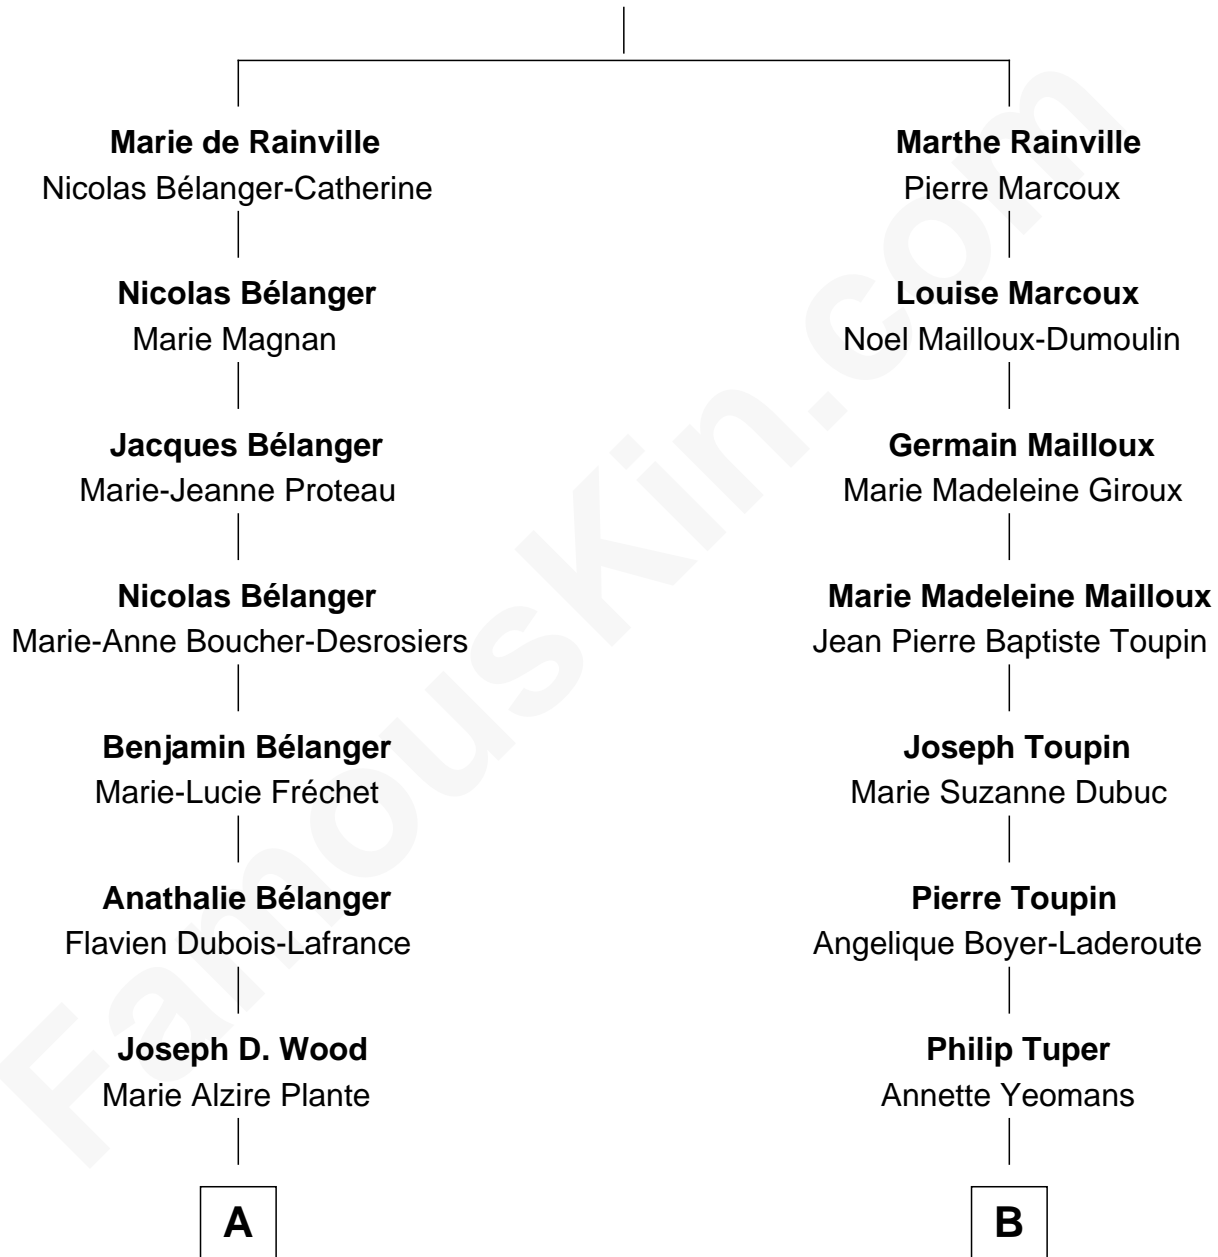 Marie de Rainville
Nicolas Bélanger-Catherine
Nicolas Bélanger
Marie Magnan
Jacques Bélanger
Marie-Jeanne Proteau
Nicolas Bélanger
Marie-Anne Boucher-Desrosiers
Benjamin Bélanger
Marie-Lucie Fréchet
Anathalie Bélanger
Flavien Dubois-Lafrance
Joseph D. Wood
Marie Alzire Plante
A
Marthe Rainville
Pierre Marcoux
Louise Marcoux
Noel Mailloux-Dumoulin
Germain Mailloux
Marie Madeleine Giroux
Marie Madeleine Mailloux
Jean Pierre Baptiste Toupin
Joseph Toupin
Marie Suzanne Dubuc
Pierre Toupin
Angelique Boyer-Laderoute
Philip Tuper
Annette Yeomans
B
FamousKin.com